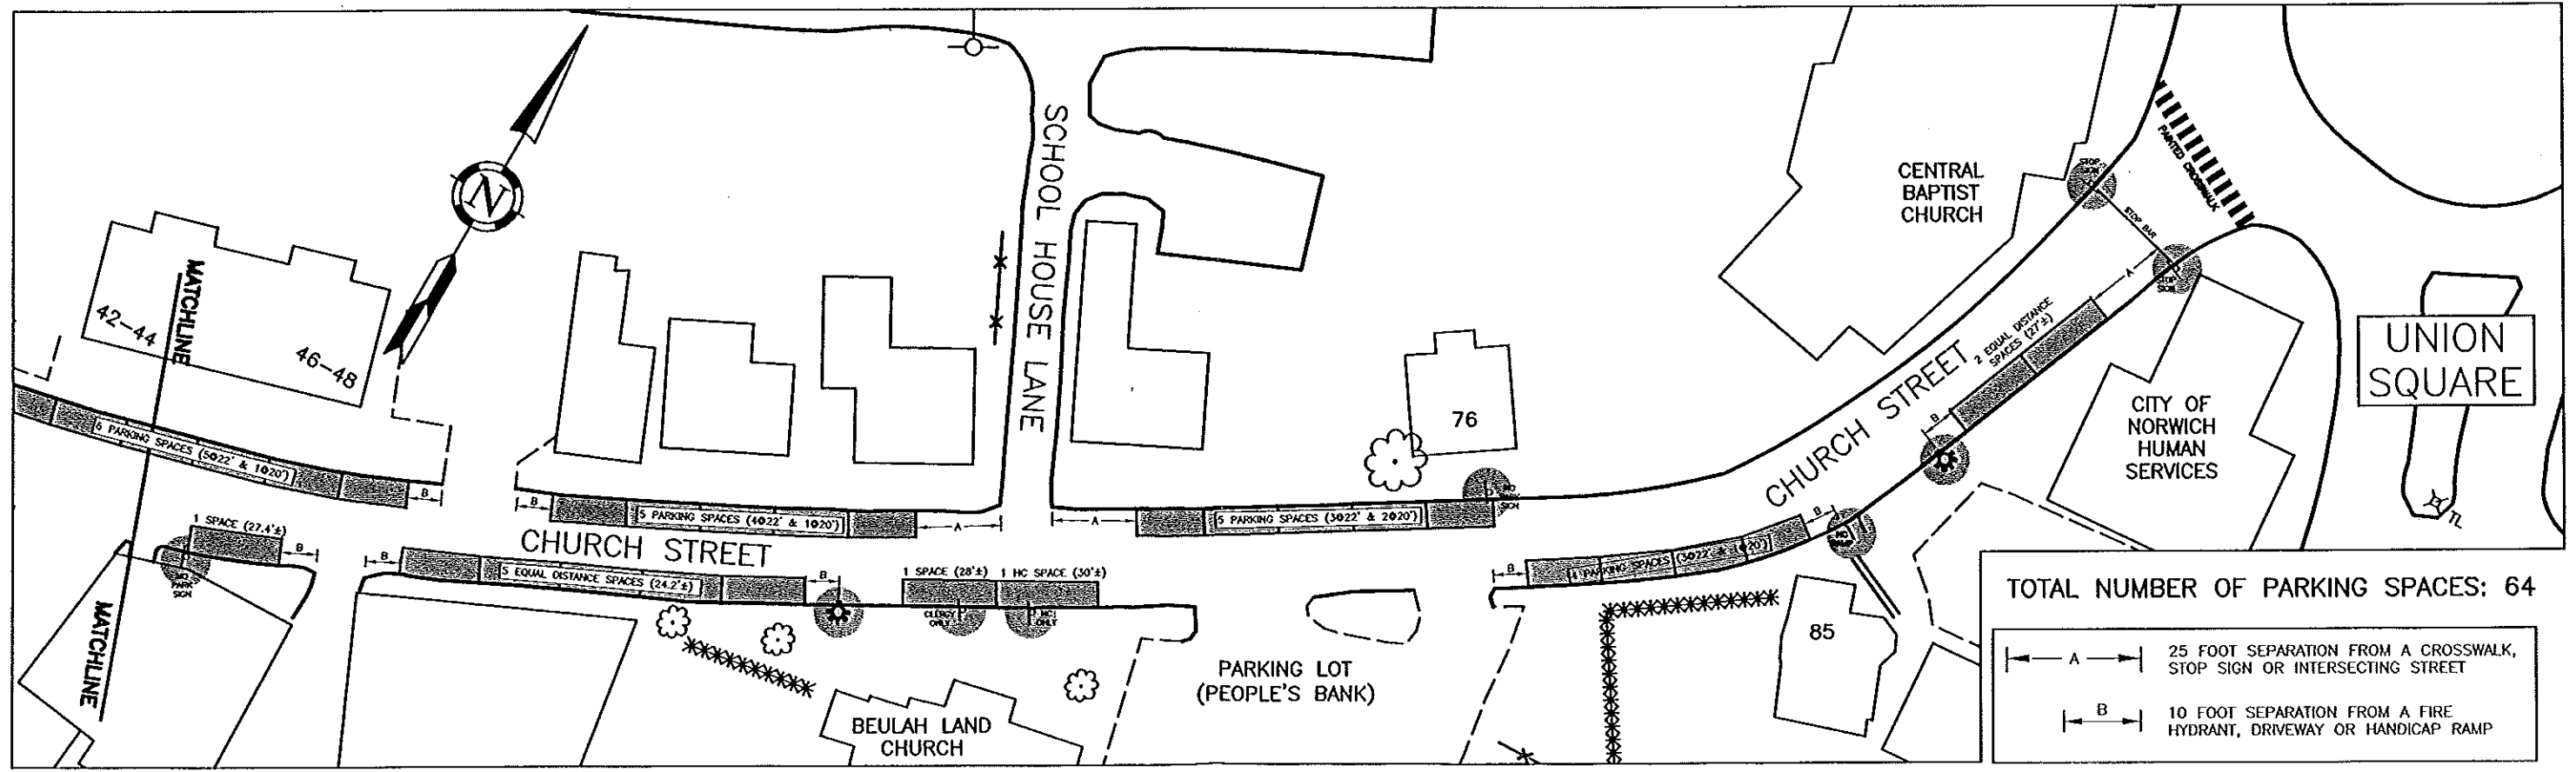 SCHOOL HOUSE LANE
CENTRAL
BAPTIST
CHURCH
STOP
SIGN
PAINTED CROSSWALK
STOP BAR
A
STOP
SIGN
N
MATCHLINE
42-44
46-48
2 EQUAL DISTANCE
SPACES (27'±)
B
UNION
SQUARE
CHURCH STREET
CITY OF
NORWICH
HUMAN
SERVICES
TL
76
6 PARKING SPACES (5@22' & 1@20')
B
B
5 PARKING SPACES (4@22' & 1@20')
A
A
5 PARKING SPACES (3@22' & 2@20')
NO
PARK
SIGN
1 SPACE (27.4'±)
B
NO
PARK
SIGN
CHURCH STREET
B
5 EQUAL DISTANCE SPACES (24.2'±)
B
1 SPACE (28'±)
1 HC SPACE (30'±)
CLERGY
ONLY
HC
ONLY
B
4 PARKING SPACES (3@22' & 1@20')
B
RAMP
MATCHLINE
BEULAH LAND
CHURCH
PARKING LOT
(PEOPLE'S BANK)
85
TOTAL NUMBER OF PARKING SPACES: 64
A
25 FOOT SEPARATION FROM A CROSSWALK,
STOP SIGN OR INTERSECTING STREET
B
10 FOOT SEPARATION FROM A FIRE
HYDRANT, DRIVEWAY OR HANDICAP RAMP